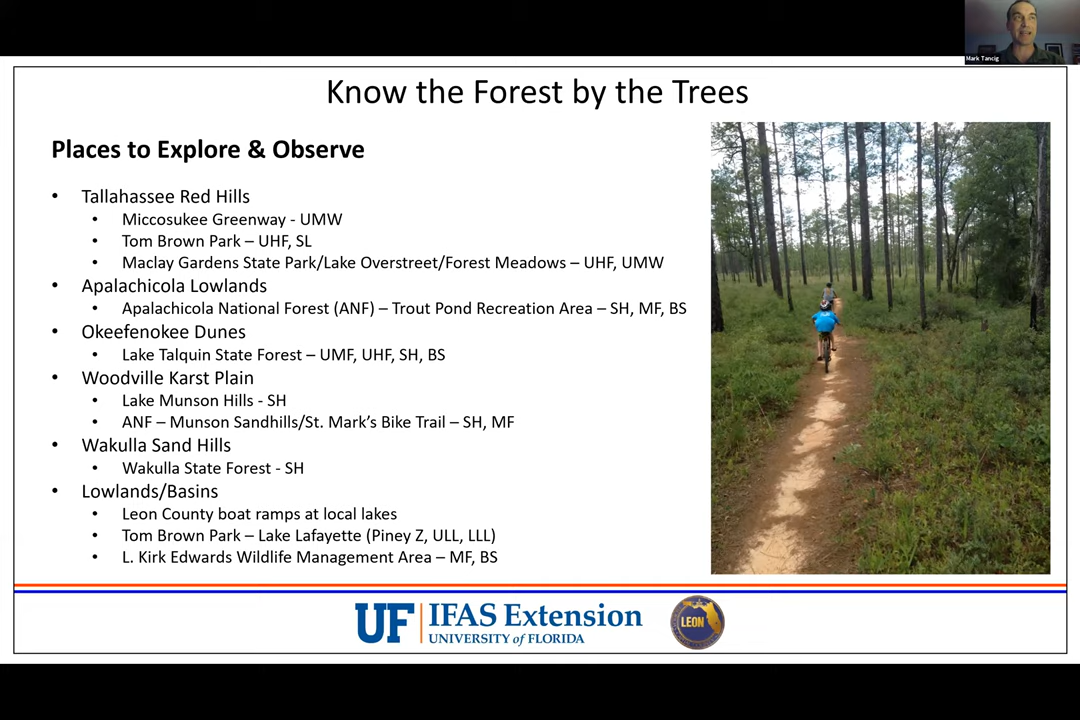 Mark Tancig
Know the Forest by the Trees
Places to Explore & Observe
• Tallahassee Red Hills
• Miccosukee Greenway - UMW
• Tom Brown Park – UHF, SL
• Maclay Gardens State Park/Lake Overstreet/Forest Meadows – UHF, UMW
• Apalachicola Lowlands
• Apalachicola National Forest (ANF) – Trout Pond Recreation Area – SH, MF, BS
• Okeefenokee Dunes
• Lake Talquin State Forest – UMF, UHF, SH, BS
• Woodville Karst Plain
• Lake Munson Hills - SH
• ANF – Munson Sandhills/St. Mark's Bike Trail – SH, MF
• Wakulla Sand Hills
• Wakulla State Forest - SH
• Lowlands/Basins
• Leon County boat ramps at local lakes
• Tom Brown Park – Lake Lafayette (Piney Z, ULL, LLL)
• L. Kirk Edwards Wildlife Management Area – MF, BS
UF IFAS Extension
UNIVERSITY of FLORIDA
LEON